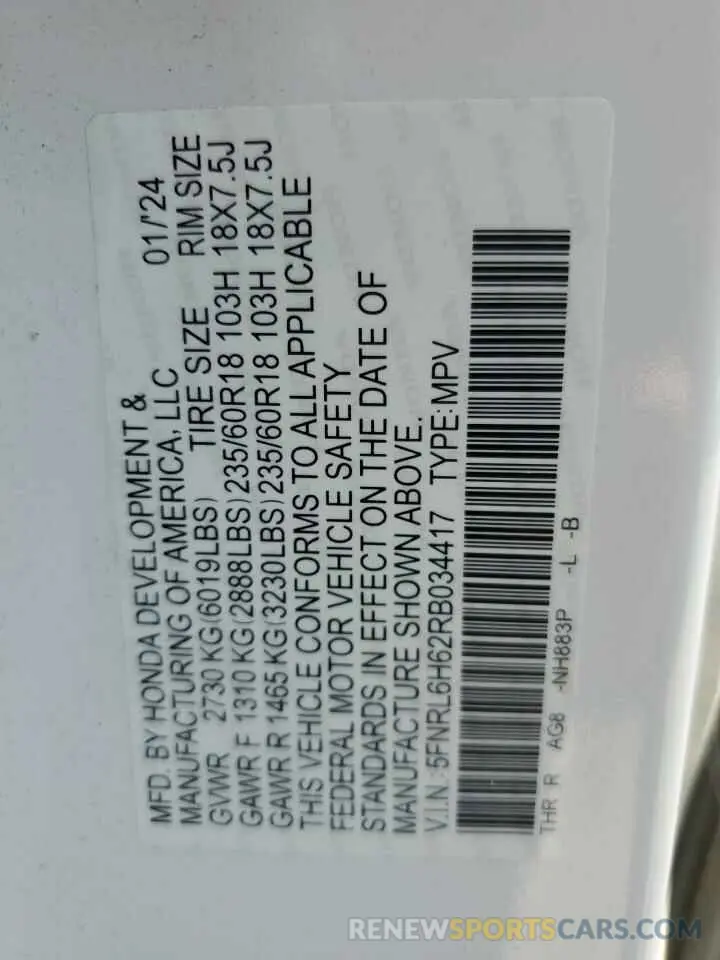 MFD. BY HONDA DEVELOPMENT & 01/'24
MANUFACTURING OF AMERICA, LLC
GVWR 2730 KG(6019LBS) TIRE SIZE RIM SIZE
GAWR F 1310 KG(2888LBS)235/60R18 103H 18X7.5J
GAWR R 1465 KG(3230LBS)235/60R18 103H 18X7.5J
THIS VEHICLE CONFORMS TO ALL APPLICABLE
FEDERAL MOTOR VEHICLE SAFETY
STANDARDS IN EFFECT ON THE DATE OF
MANUFACTURE SHOWN ABOVE.
V.I.N.:5FNRL6H62RB034417 TYPE:MPV
THR R AG8 -NH883P -L -B
RENEWSPORTSCARS.COM